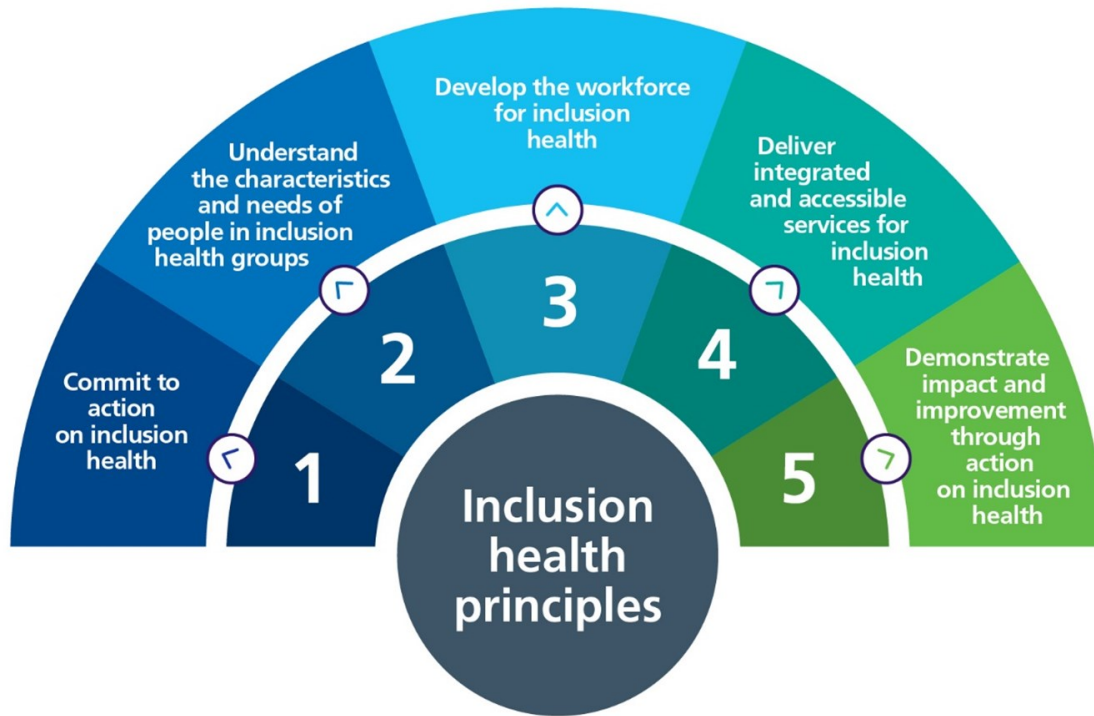 1
Commit to
action
on inclusion
health
2
Understand
the characteristics
and needs of
people in inclusion
health groups
3
Develop the workforce
for inclusion
health
4
Deliver
integrated
and accessible
services for
inclusion
health
5
Demonstrate
impact and
improvement
through
action
on inclusion
health
Inclusion
health
principles